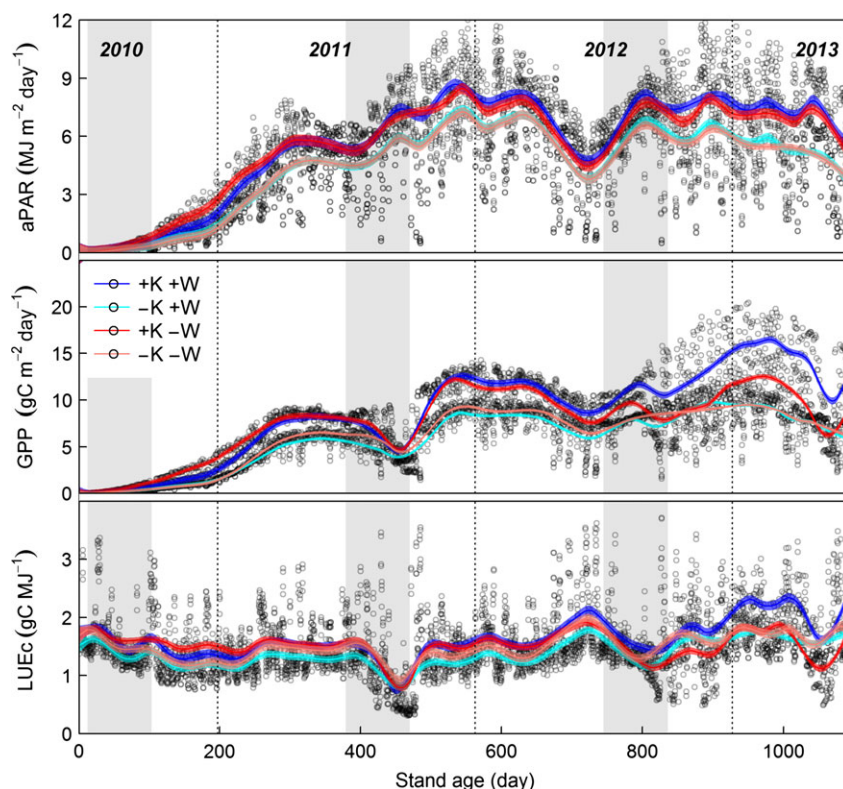 2010 2011 2012 2013
12
9
6
3
0
aPAR (MJ m⁻² day⁻¹)
+K +W
−K +W
+K −W
−K −W
20
15
10
5
0
GPP (gC m⁻² day⁻¹)
3
2
1
0
LUEc (gC MJ⁻¹)
0 200 400 600 800 1000
Stand age (day)